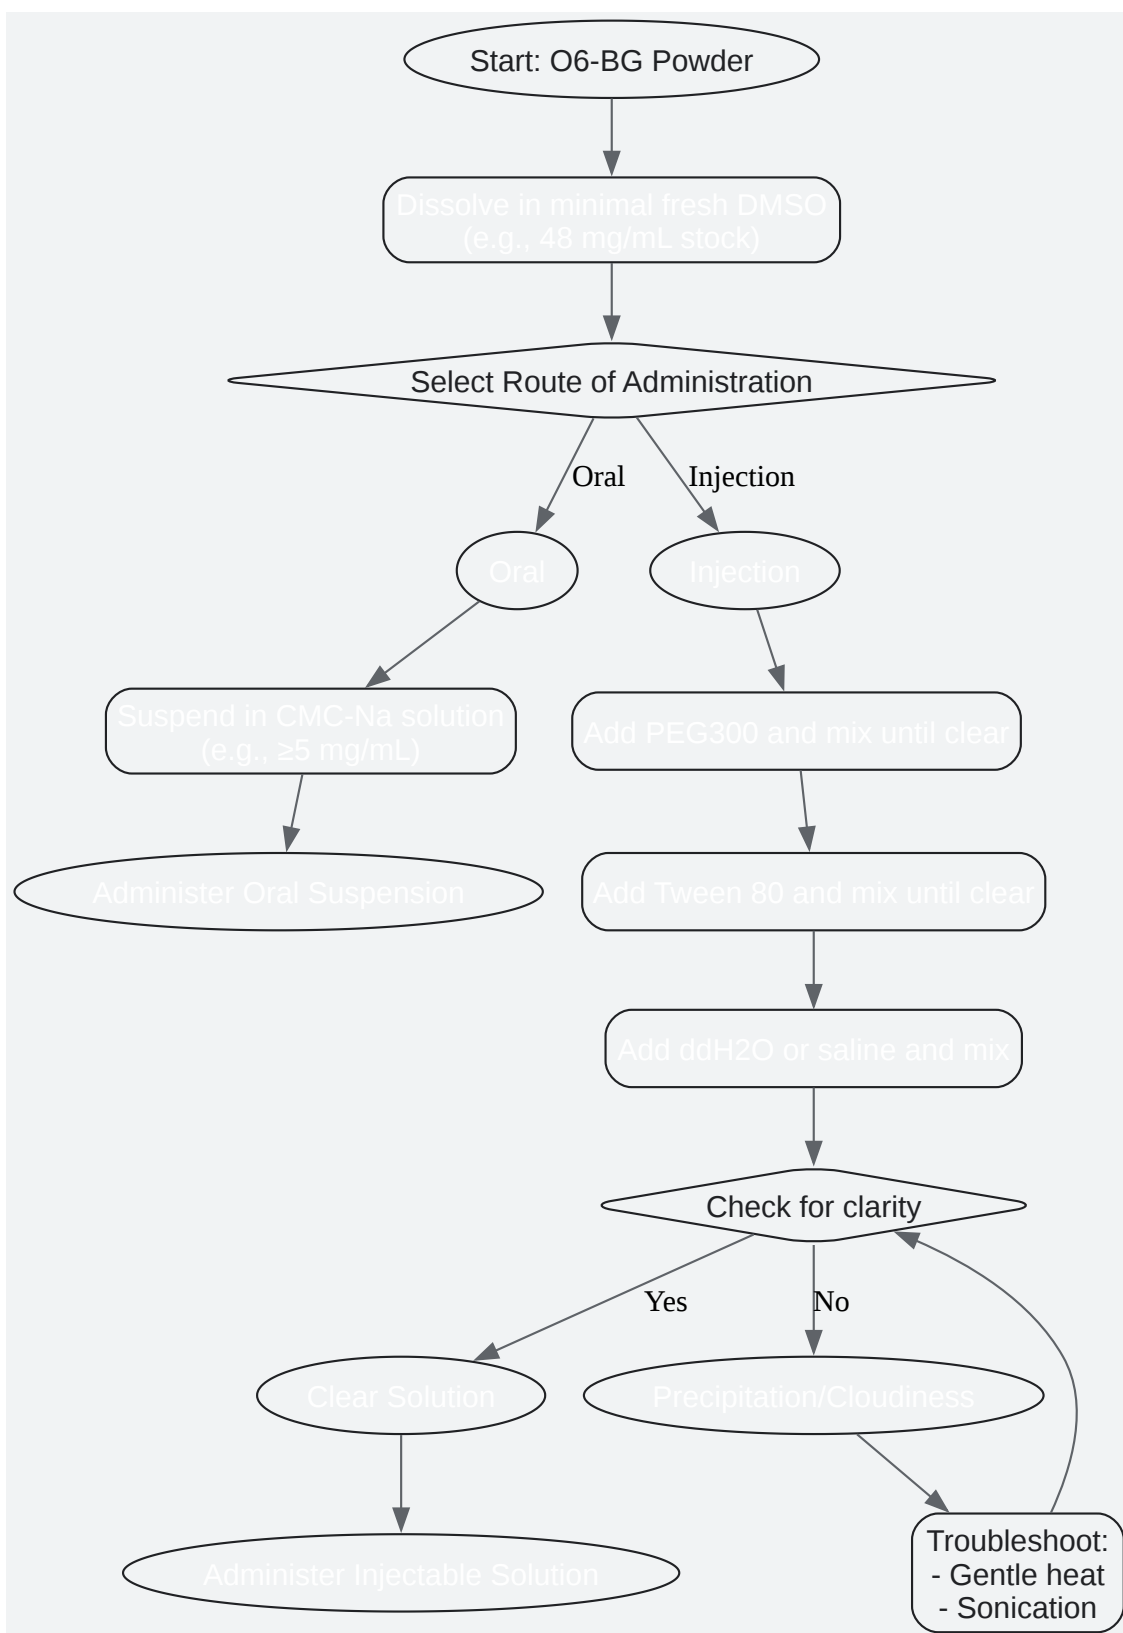 Start: O6-BG Powder
Dissolve in minimal fresh DMSO
(e.g., 48 mg/mL stock)
Select Route of Administration
Oral
Injection
Oral
Injection
Suspend in CMC-Na solution
(e.g., ≥5 mg/mL)
Add PEG300 and mix until clear
Administer Oral Suspension
Add Tween 80 and mix until clear
Add ddH2O or saline and mix
Check for clarity
Yes
No
Clear Solution
Precipitation/Cloudiness
Administer Injectable Solution
Troubleshoot:
- Gentle heat
- Sonication